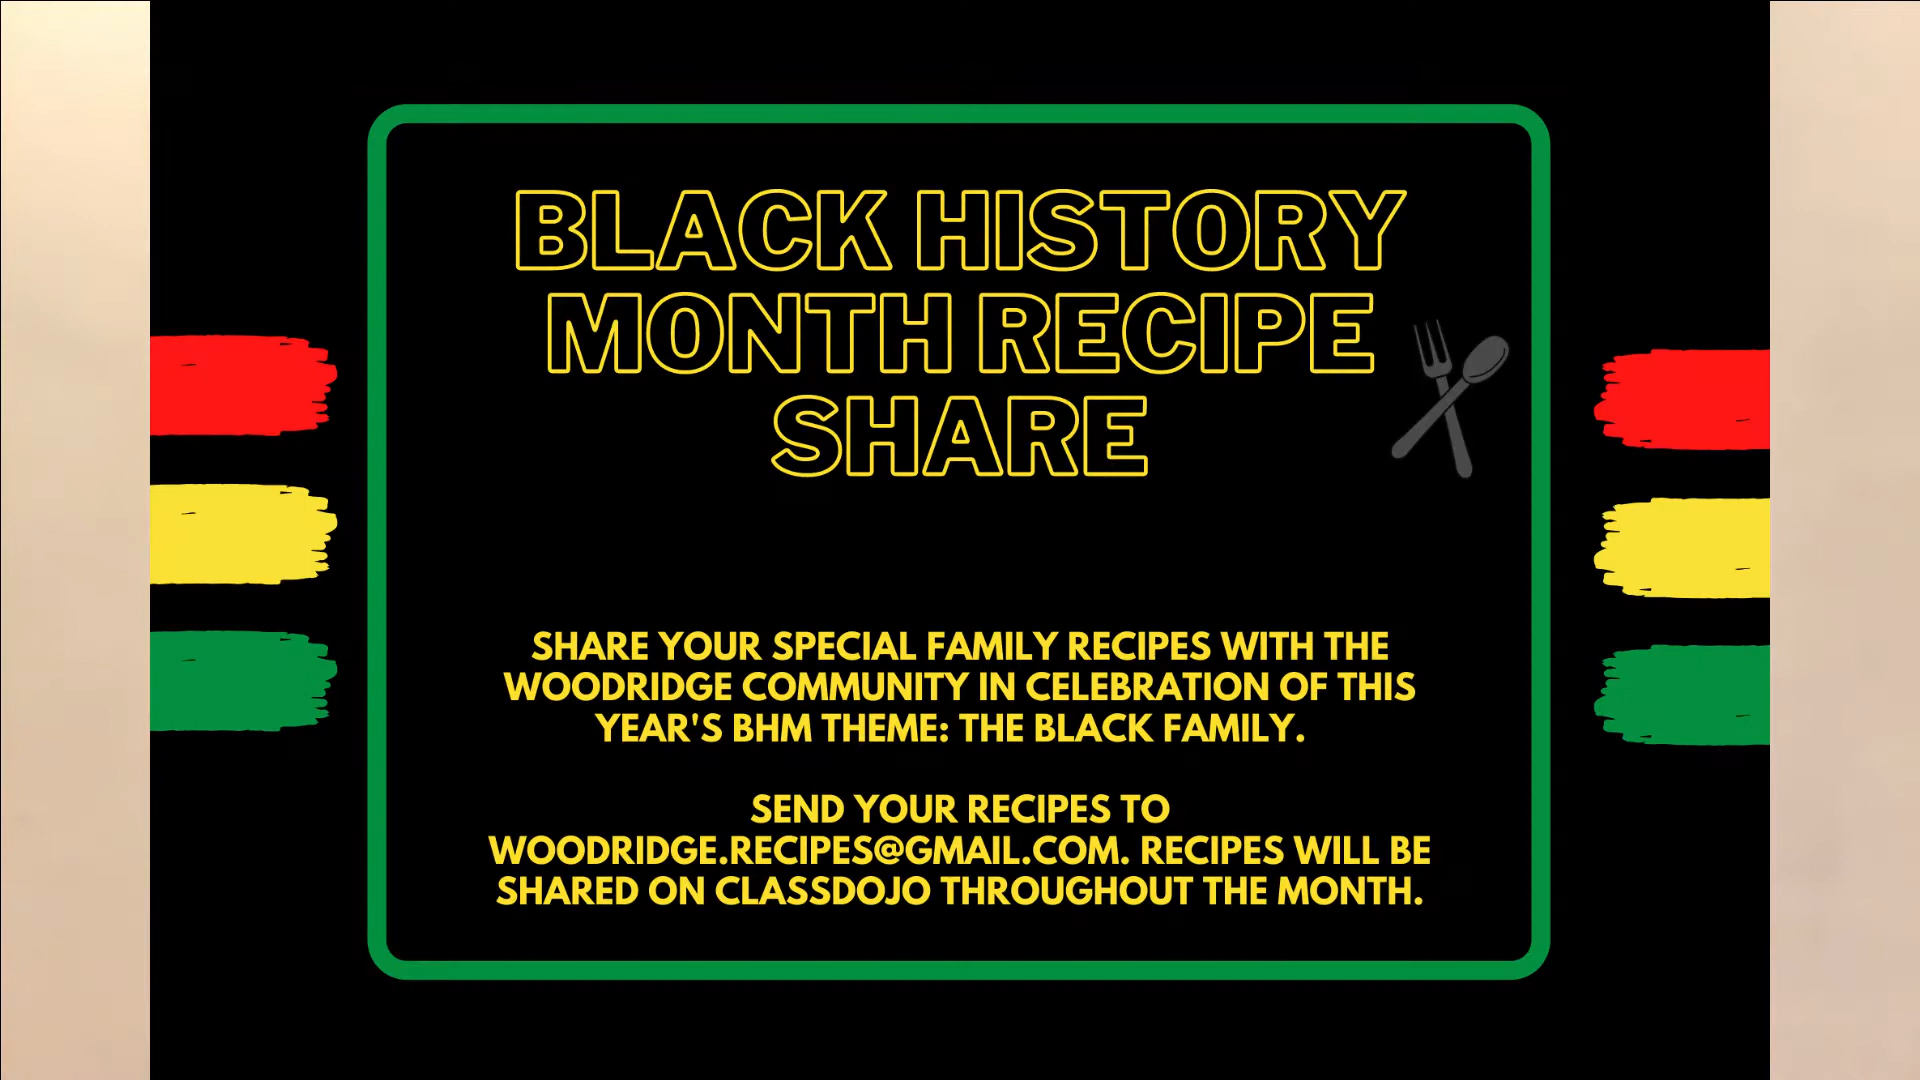 BLACK HISTORY
MONTH RECIPE
SHARE
SHARE YOUR SPECIAL FAMILY RECIPES WITH THE
WOODRIDGE COMMUNITY IN CELEBRATION OF THIS
YEAR'S BHM THEME: THE BLACK FAMILY.
SEND YOUR RECIPES TO
WOODRIDGE.RECIPES@GMAIL.COM. RECIPES WILL BE
SHARED ON CLASSDOJO THROUGHOUT THE MONTH.